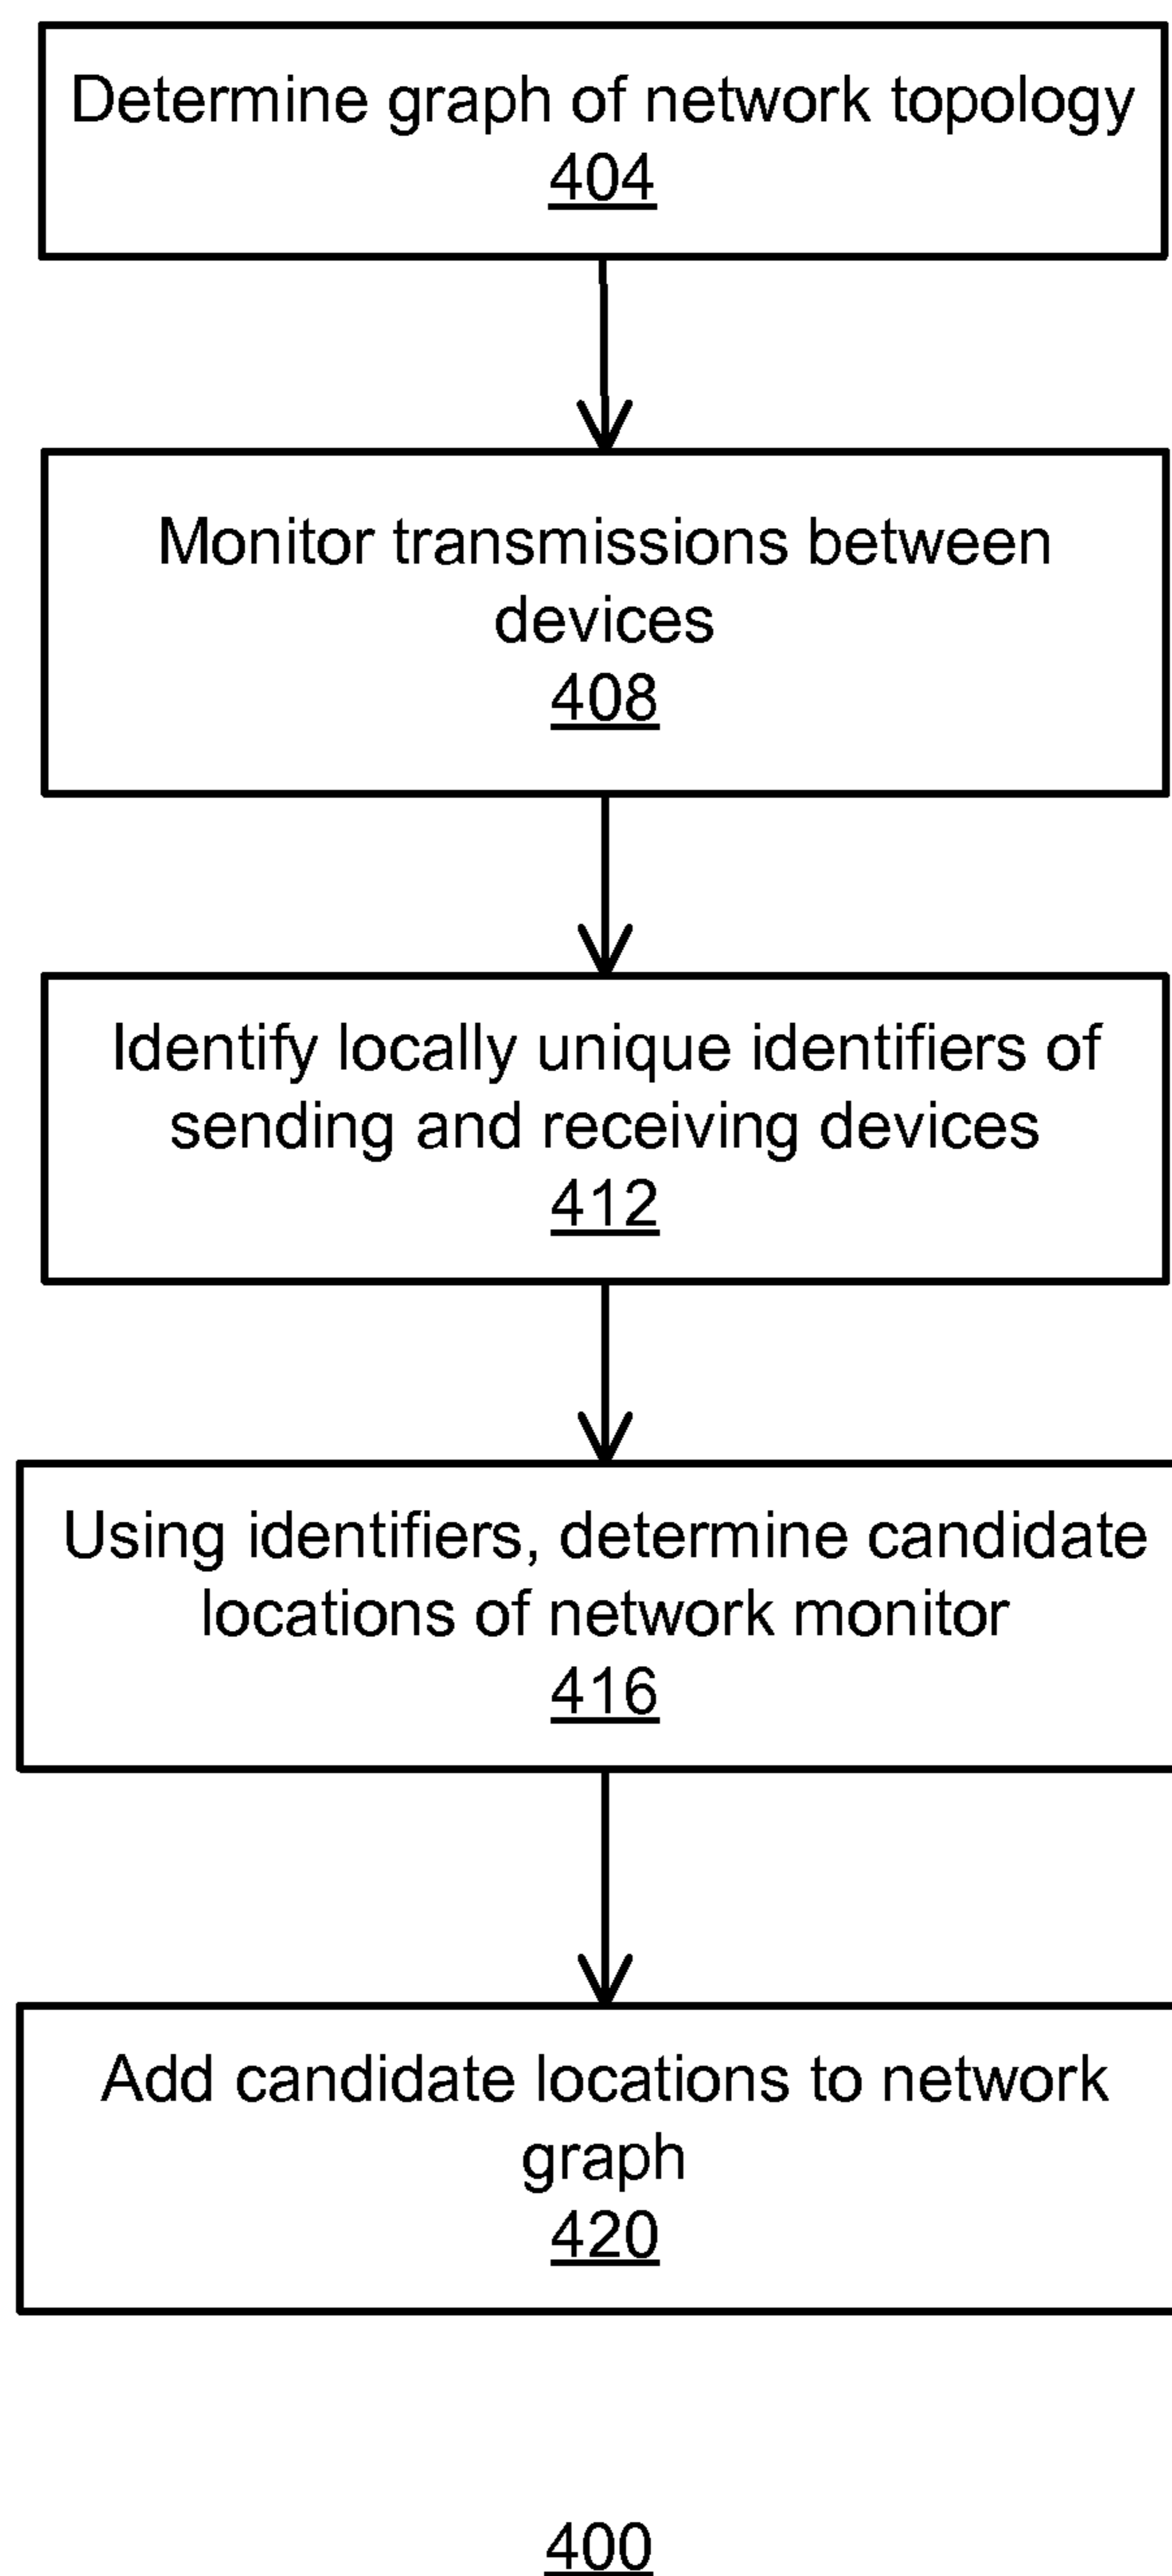 Determine graph of network topology
404
Monitor transmissions between
devices
408
Identify locally unique identifiers of
sending and receiving devices
412
Using identifiers, determine candidate
locations of network monitor
416
Add candidate locations to network
graph
420
400